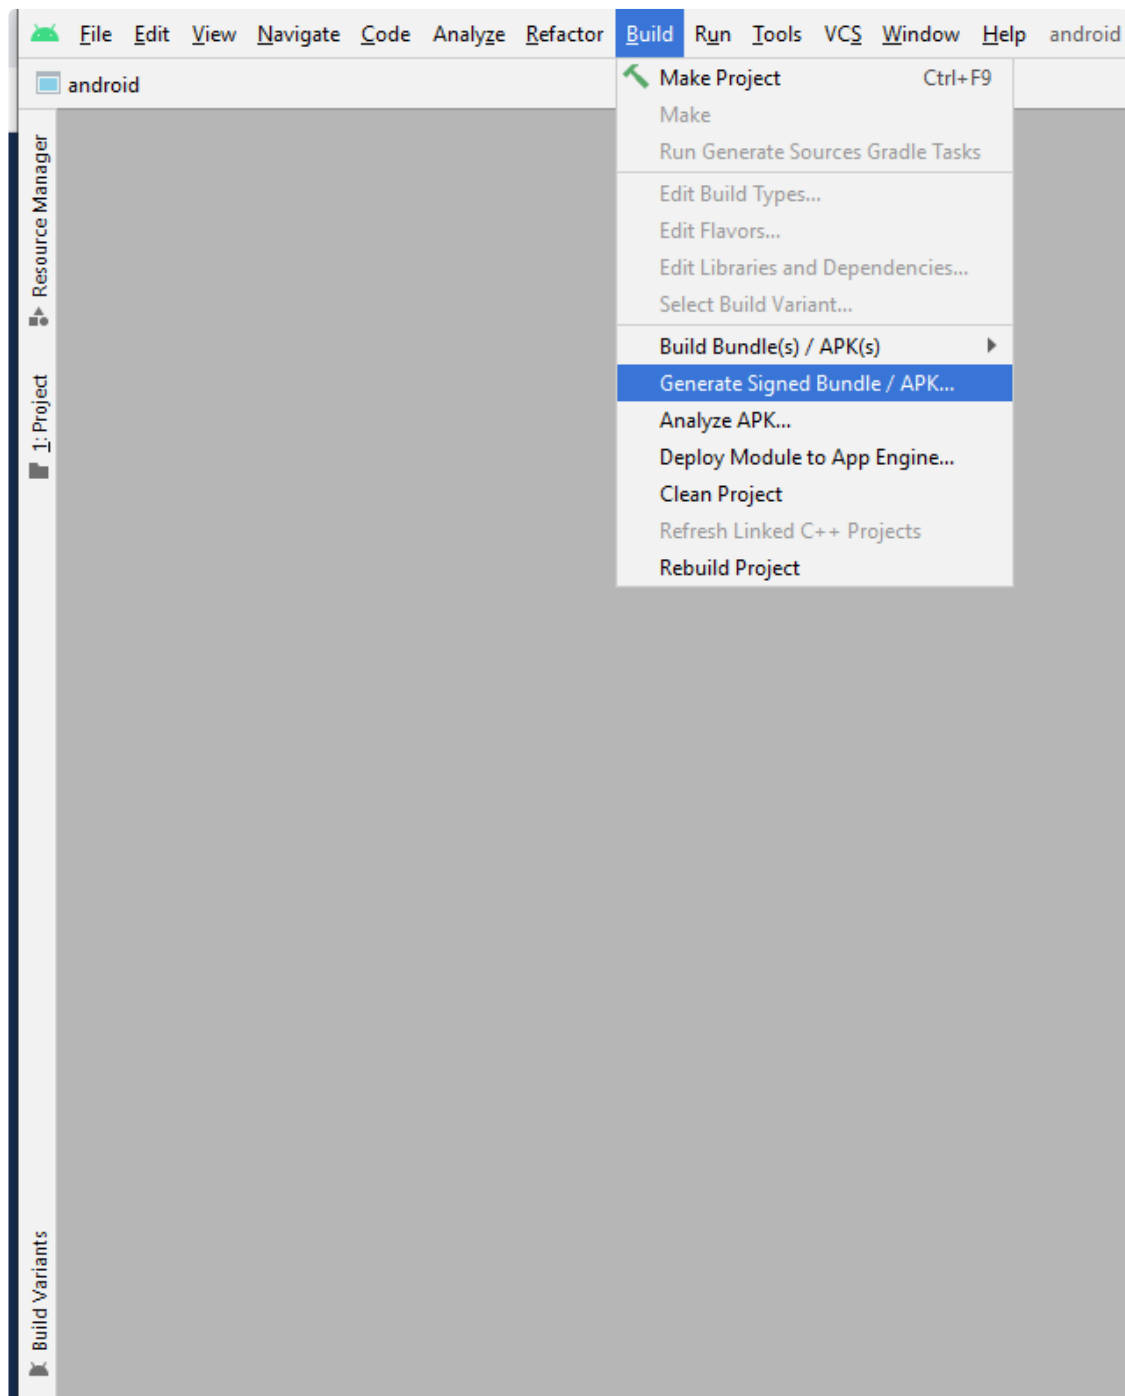 File Edit View Navigate Code Analyze Refactor Build Run Tools VCS Window Help android
android
Make Project Ctrl+F9
Make
Run Generate Sources Gradle Tasks
Edit Build Types...
Edit Flavors...
Edit Libraries and Dependencies...
Select Build Variant...
Build Bundle(s) / APK(s)
Generate Signed Bundle / APK...
Analyze APK...
Deploy Module to App Engine...
Clean Project
Refresh Linked C++ Projects
Rebuild Project
Resource Manager
1: Project
Build Variants